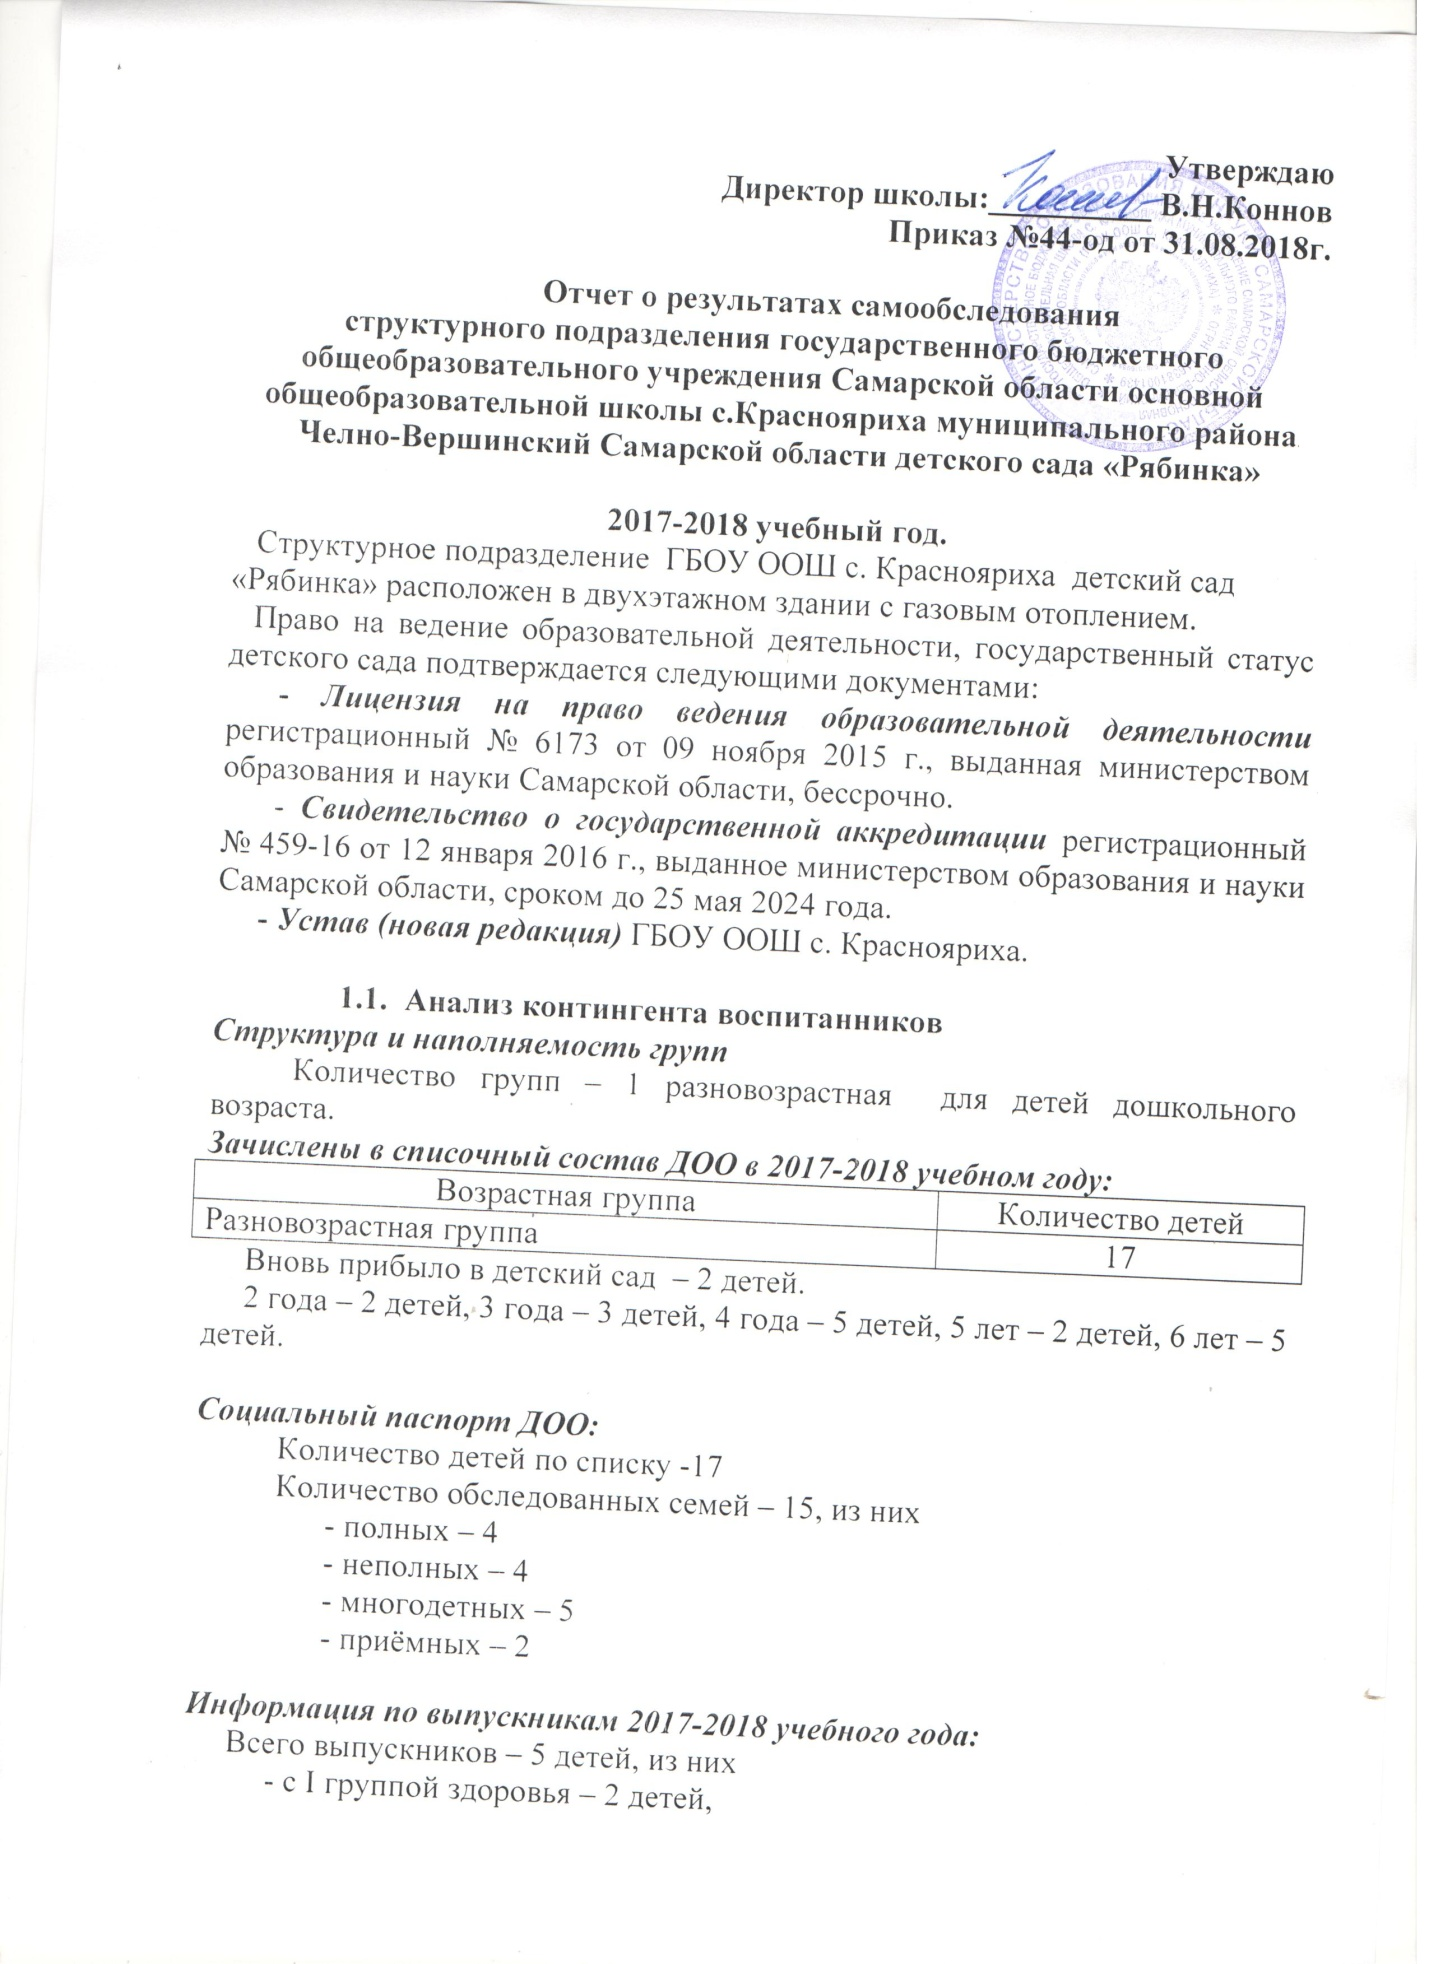 Утверждаю
Директор школы:__________ В.Н.Коннов
Приказ №44-од от 31.08.2018г.
Отчет о результатах самообследования
структурного подразделения государственного бюджетного
общеобразовательного учреждения Самарской области основной
общеобразовательной школы с.Краснояриха муниципального района
Челно-Вершинский Самарской области детского сада «Рябинка»
2017-2018 учебный год.
Структурное подразделение ГБОУ ООШ с. Краснояриха детский сад
«Рябинка» расположен в двухэтажном здании с газовым отоплением.
Право на ведение образовательной деятельности, государственный статус
детского сада подтверждается следующими документами:
- Лицензия на право ведения образовательной деятельности
регистрационный № 6173 от 09 ноября 2015 г., выданная министерством
образования и науки Самарской области, бессрочно.
- Свидетельство о государственной аккредитации регистрационный
№ 459-16 от 12 января 2016 г., выданное министерством образования и науки
Самарской области, сроком до 25 мая 2024 года.
- Устав (новая редакция) ГБОУ ООШ с. Краснояриха.
1.1. Анализ контингента воспитанников
Структура и наполняемость групп
Количество групп – 1 разновозрастная для детей дошкольного
возраста.
Зачислены в списочный состав ДОО в 2017-2018 учебном году:
Возрастная группа Количество детей
Разновозрастная группа 17
Вновь прибыло в детский сад – 2 детей.
2 года – 2 детей, 3 года – 3 детей, 4 года – 5 детей, 5 лет – 2 детей, 6 лет – 5
детей.
Социальный паспорт ДОО:
Количество детей по списку -17
Количество обследованных семей – 15, из них
- полных – 4
- неполных – 4
- многодетных – 5
- приёмных – 2
Информация по выпускникам 2017-2018 учебного года:
Всего выпускников – 5 детей, из них
- с I группой здоровья – 2 детей,